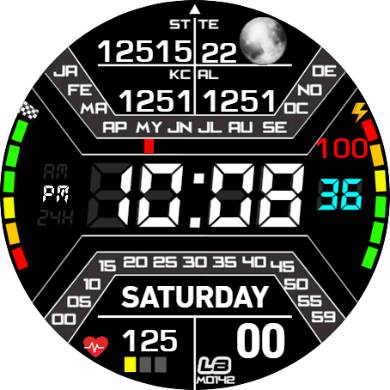 ST TE
12515 22
KC AL
1251 1251
JA FE MA AP MY JN JL AU SE OC NO DE
100
AM
PM
24H
10:08
36
00 05 10 15 20 25 30 35 40 45 50 55 59
SATURDAY
125
00
LB
MD142